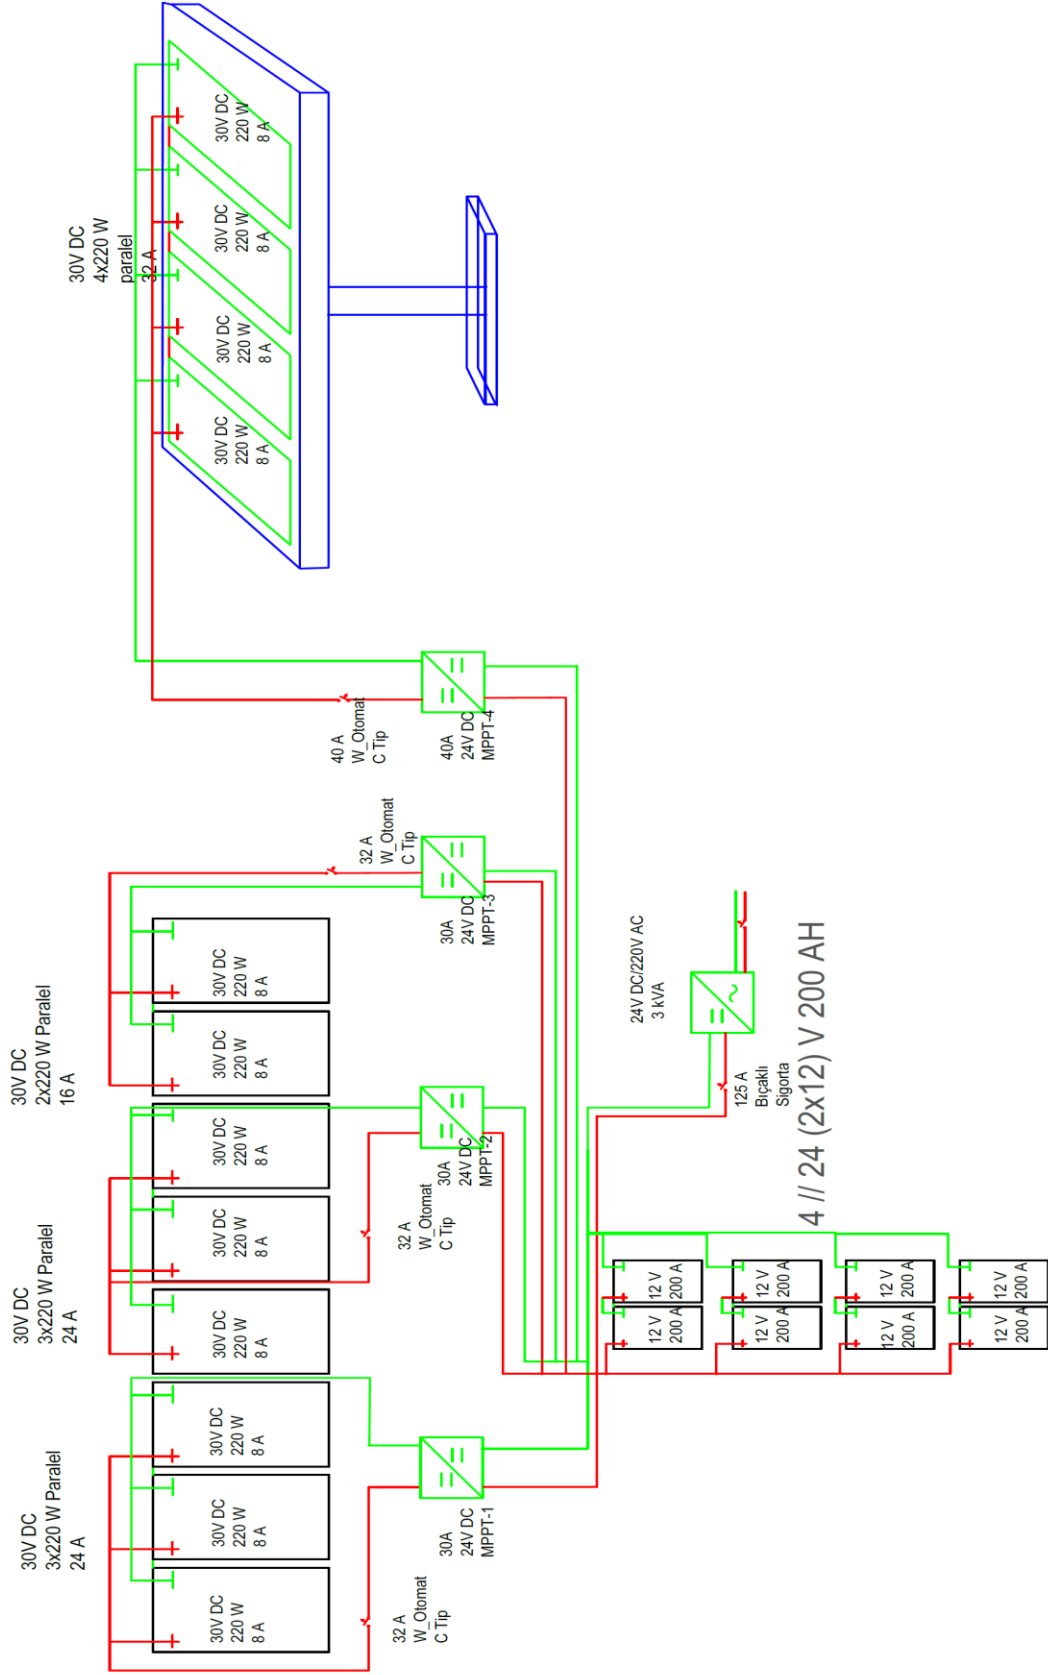 30V DC
3x220 W Paralel
24 A
30V DC
3x220 W Paralel
24 A
30V DC
2x220 W Paralel
16 A
30V DC
4x220 W
paralel
32 A
30V DC
220 W
8 A
30V DC
220 W
8 A
30V DC
220 W
8 A
30V DC
220 W
8 A
30V DC
220 W
8 A
30V DC
220 W
8 A
30V DC
220 W
8 A
30V DC
220 W
8 A
30V DC
220 W
8 A
30V DC
220 W
8 A
30V DC
220 W
8 A
30V DC
220 W
8 A
32 A
W_Otomat
C Tip
32 A
W_Otomat
C Tip
32 A
W_Otomat
C Tip
40 A
W_Otomat
C Tip
30A
24V DC
MPPT-1
30A
24V DC
MPPT-2
30A
24V DC
MPPT-3
40A
24V DC
MPPT-4
24V DC/220V AC
3 kVA
125 A
Bıçaklı
Sigorta
4 // 24 (2x12) V 200 AH
12 V
200 A
12 V
200 A
12 V
200 A
12 V
200 A
12 V
200 A
12 V
200 A
12 V
200 A
12 V
200 A